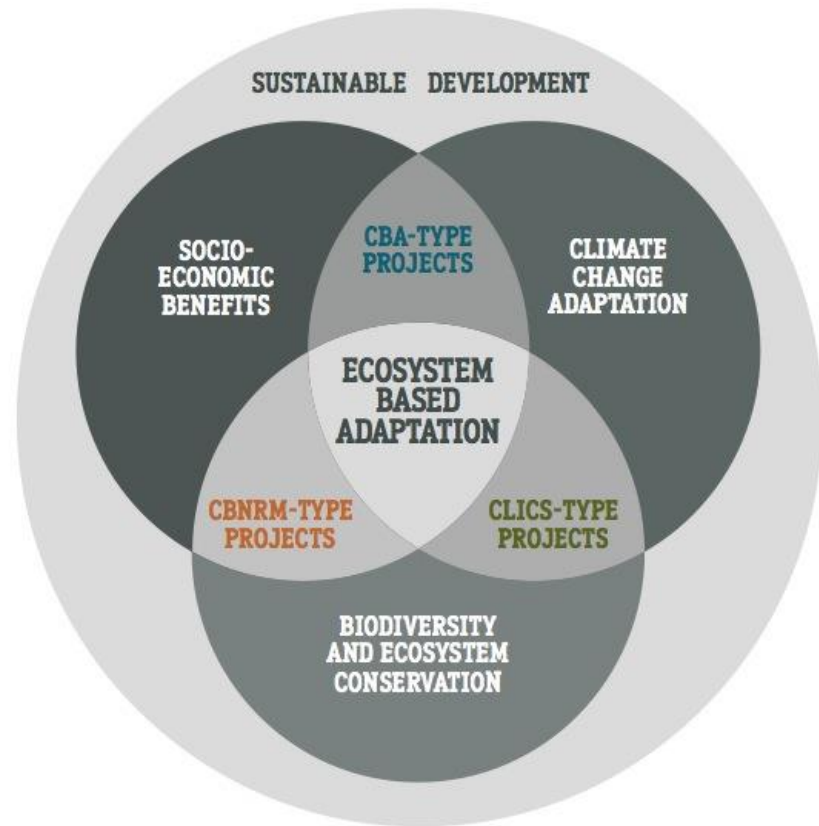 SUSTAINABLE DEVELOPMENT
SOCIO-
ECONOMIC
BENEFITS
CBA-TYPE
PROJECTS
CLIMATE
CHANGE
ADAPTATION
ECOSYSTEM
BASED
ADAPTATION
CBNRM-TYPE
PROJECTS
CLICS-TYPE
PROJECTS
BIODIVERSITY
AND ECOSYSTEM
CONSERVATION